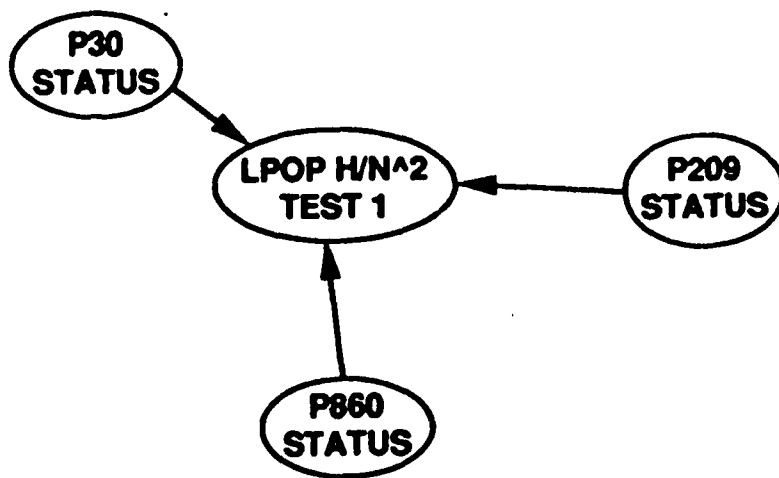 P30
STATUS
LPOP H/N^2
TEST 1
P209
STATUS
P860
STATUS